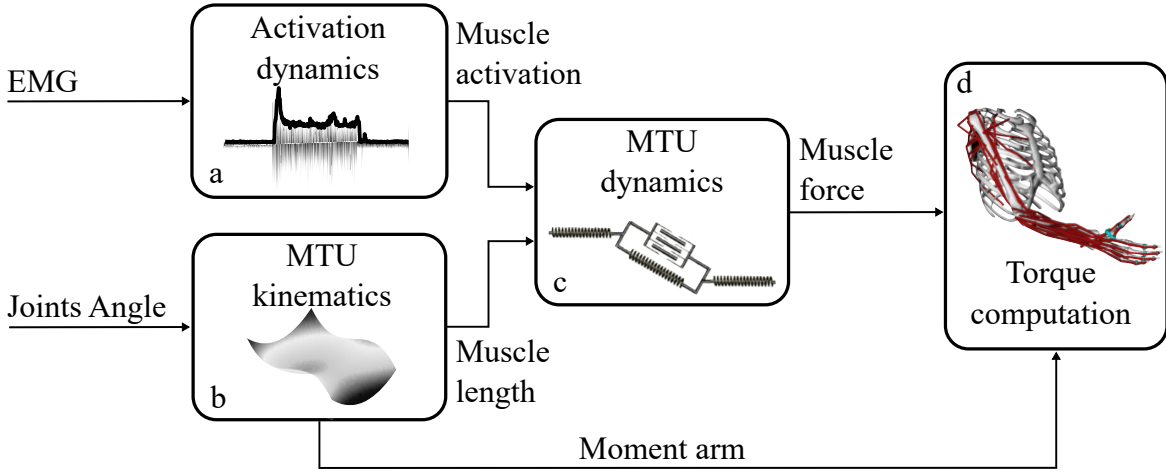 EMG
Activation
dynamics
a
Muscle
activation
Joints Angle
MTU
kinematics
b
Muscle
length
MTU
dynamics
c
Muscle
force
d
Torque
computation
Moment arm